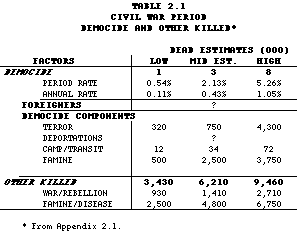 TABLE 2.1
CIVIL WAR PERIOD
DEMOCIDE AND OTHER KILLED*
DEAD ESTIMATES (000)
FACTORS LOW MID EST. HIGH
DEMOCIDE 1 3 8
PERIOD RATE 0.54% 2.13% 5.26%
ANNUAL RATE 0.11% 0.43% 1.05%
FOREIGNERS ?
DEMOCIDE COMPONENTS
TERROR 320 750 4,300
DEPORTATIONS ?
CAMP/TRANSIT 12 34 72
FAMINE 500 2,500 3,750
OTHER KILLED 3,430 6,210 9,460
WAR/REBELLION 930 1,410 2,710
FAMINE/DISEASE 2,500 4,800 6,750
* From Appendix 2.1.